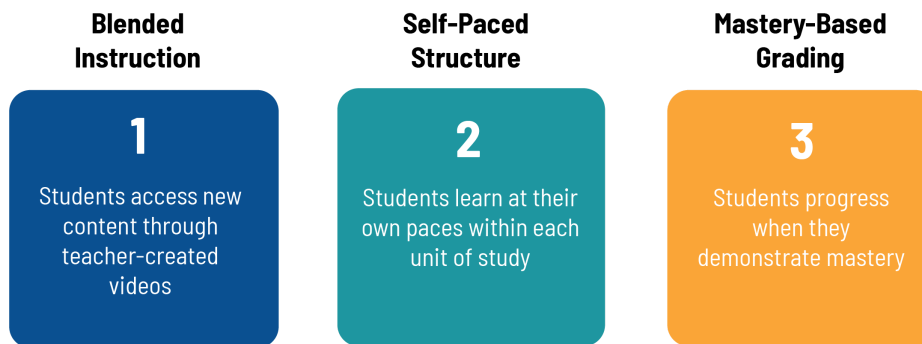 Blended
Instruction
1
Students access new
content through
teacher-created
videos
Self-Paced
Structure
2
Students learn at their
own paces within each
unit of study
Mastery-Based
Grading
3
Students progress
when they
demonstrate mastery